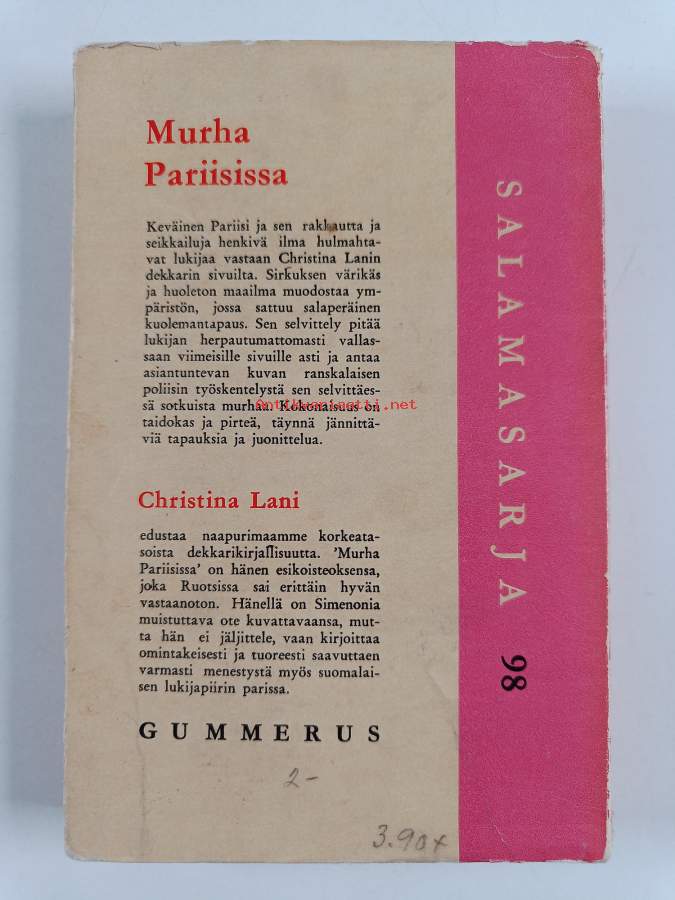 Murha
Pariisissa
Keväinen Pariisi ja sen rakkautta ja
seikkailuja henkivä ilma hulmahta-
vat lukijaa vastaan Christina Lanin
dekkarin sivuilta. Sirkuksen värikäs
ja huoleton maailma muodostaa ym-
päristön, jossa sattuu salaperäinen
kuolemantapaus. Sen selvittely pitää
lukijan herpautumattomasti vallas-
saan viimeisille sivuille asti ja antaa
asiantuntevan kuvan ranskalaisen
poliisin työskentelystä sen selvittäes-
sä sotkuista murhaa. Kokonaisuus on
taidokas ja pirteä, täynnä jännittä-
viä tapauksia ja juonittelua.
Antikvariaatti.net
Christina Lani
edustaa naapurimaamme korkeata-
soista dekkarikirjallisuutta. 'Murha
Pariisissa' on hänen esikoisteoksensa,
joka Ruotsissa sai erittäin hyvän
vastaanoton. Hänellä on Simenonia
muistuttava ote kuvattavaansa, mut-
ta hän ei jäljittele, vaan kirjoittaa
omintakeisesti ja tuoreesti saavuttaen
varmasti menestystä myös suomalai-
sen lukijapiirin parissa.
GUMMERUS
2-
3.90x
SALAMASARJA 98